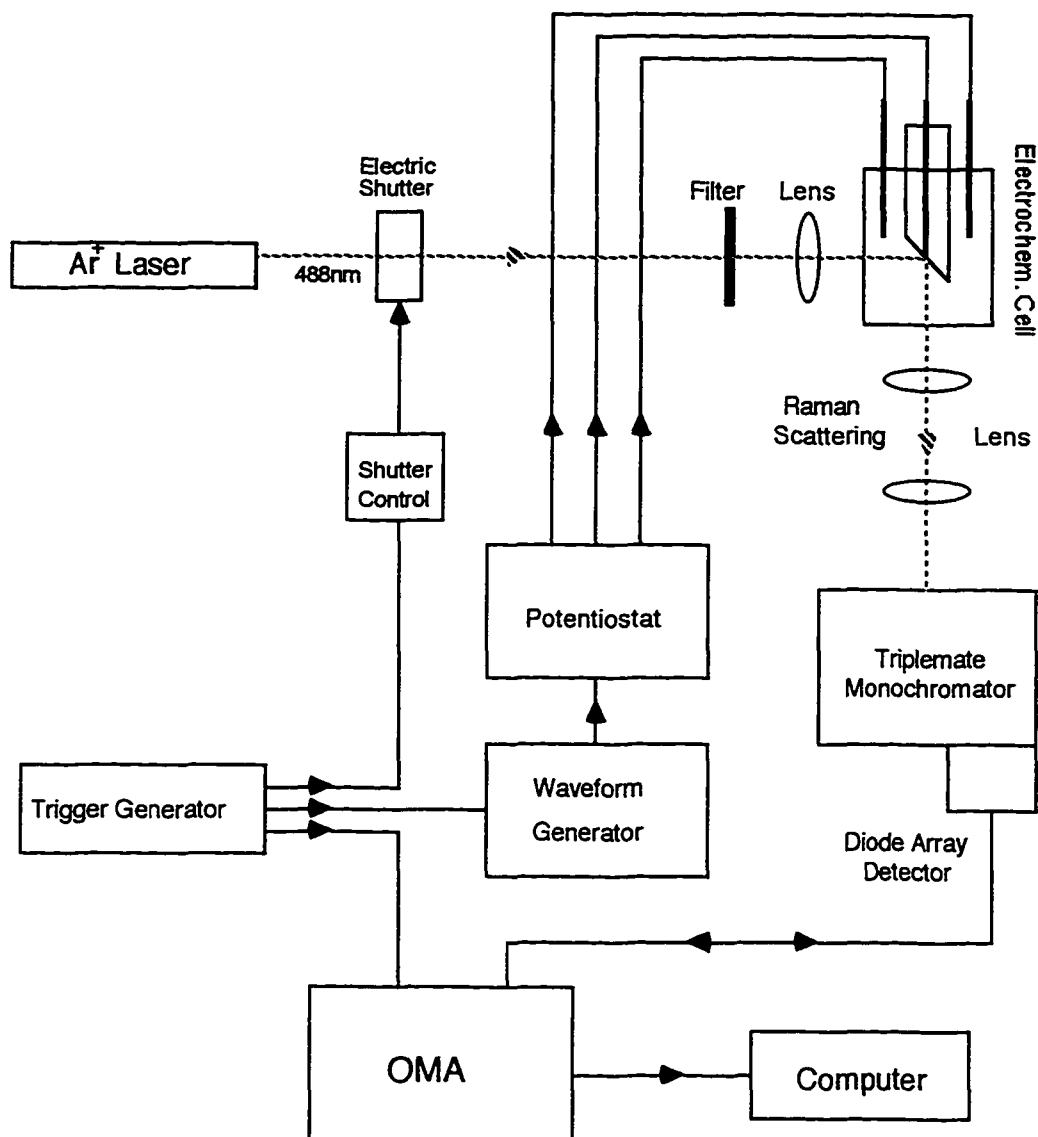 Electric
Shutter
Filter
Lens
Electrochem. Cell
Ar+ Laser
488nm
Raman
Scattering
Lens
Shutter
Control
Potentiostat
Triplemate
Monochromator
Trigger Generator
Waveform
Generator
Diode Array
Detector
OMA
Computer